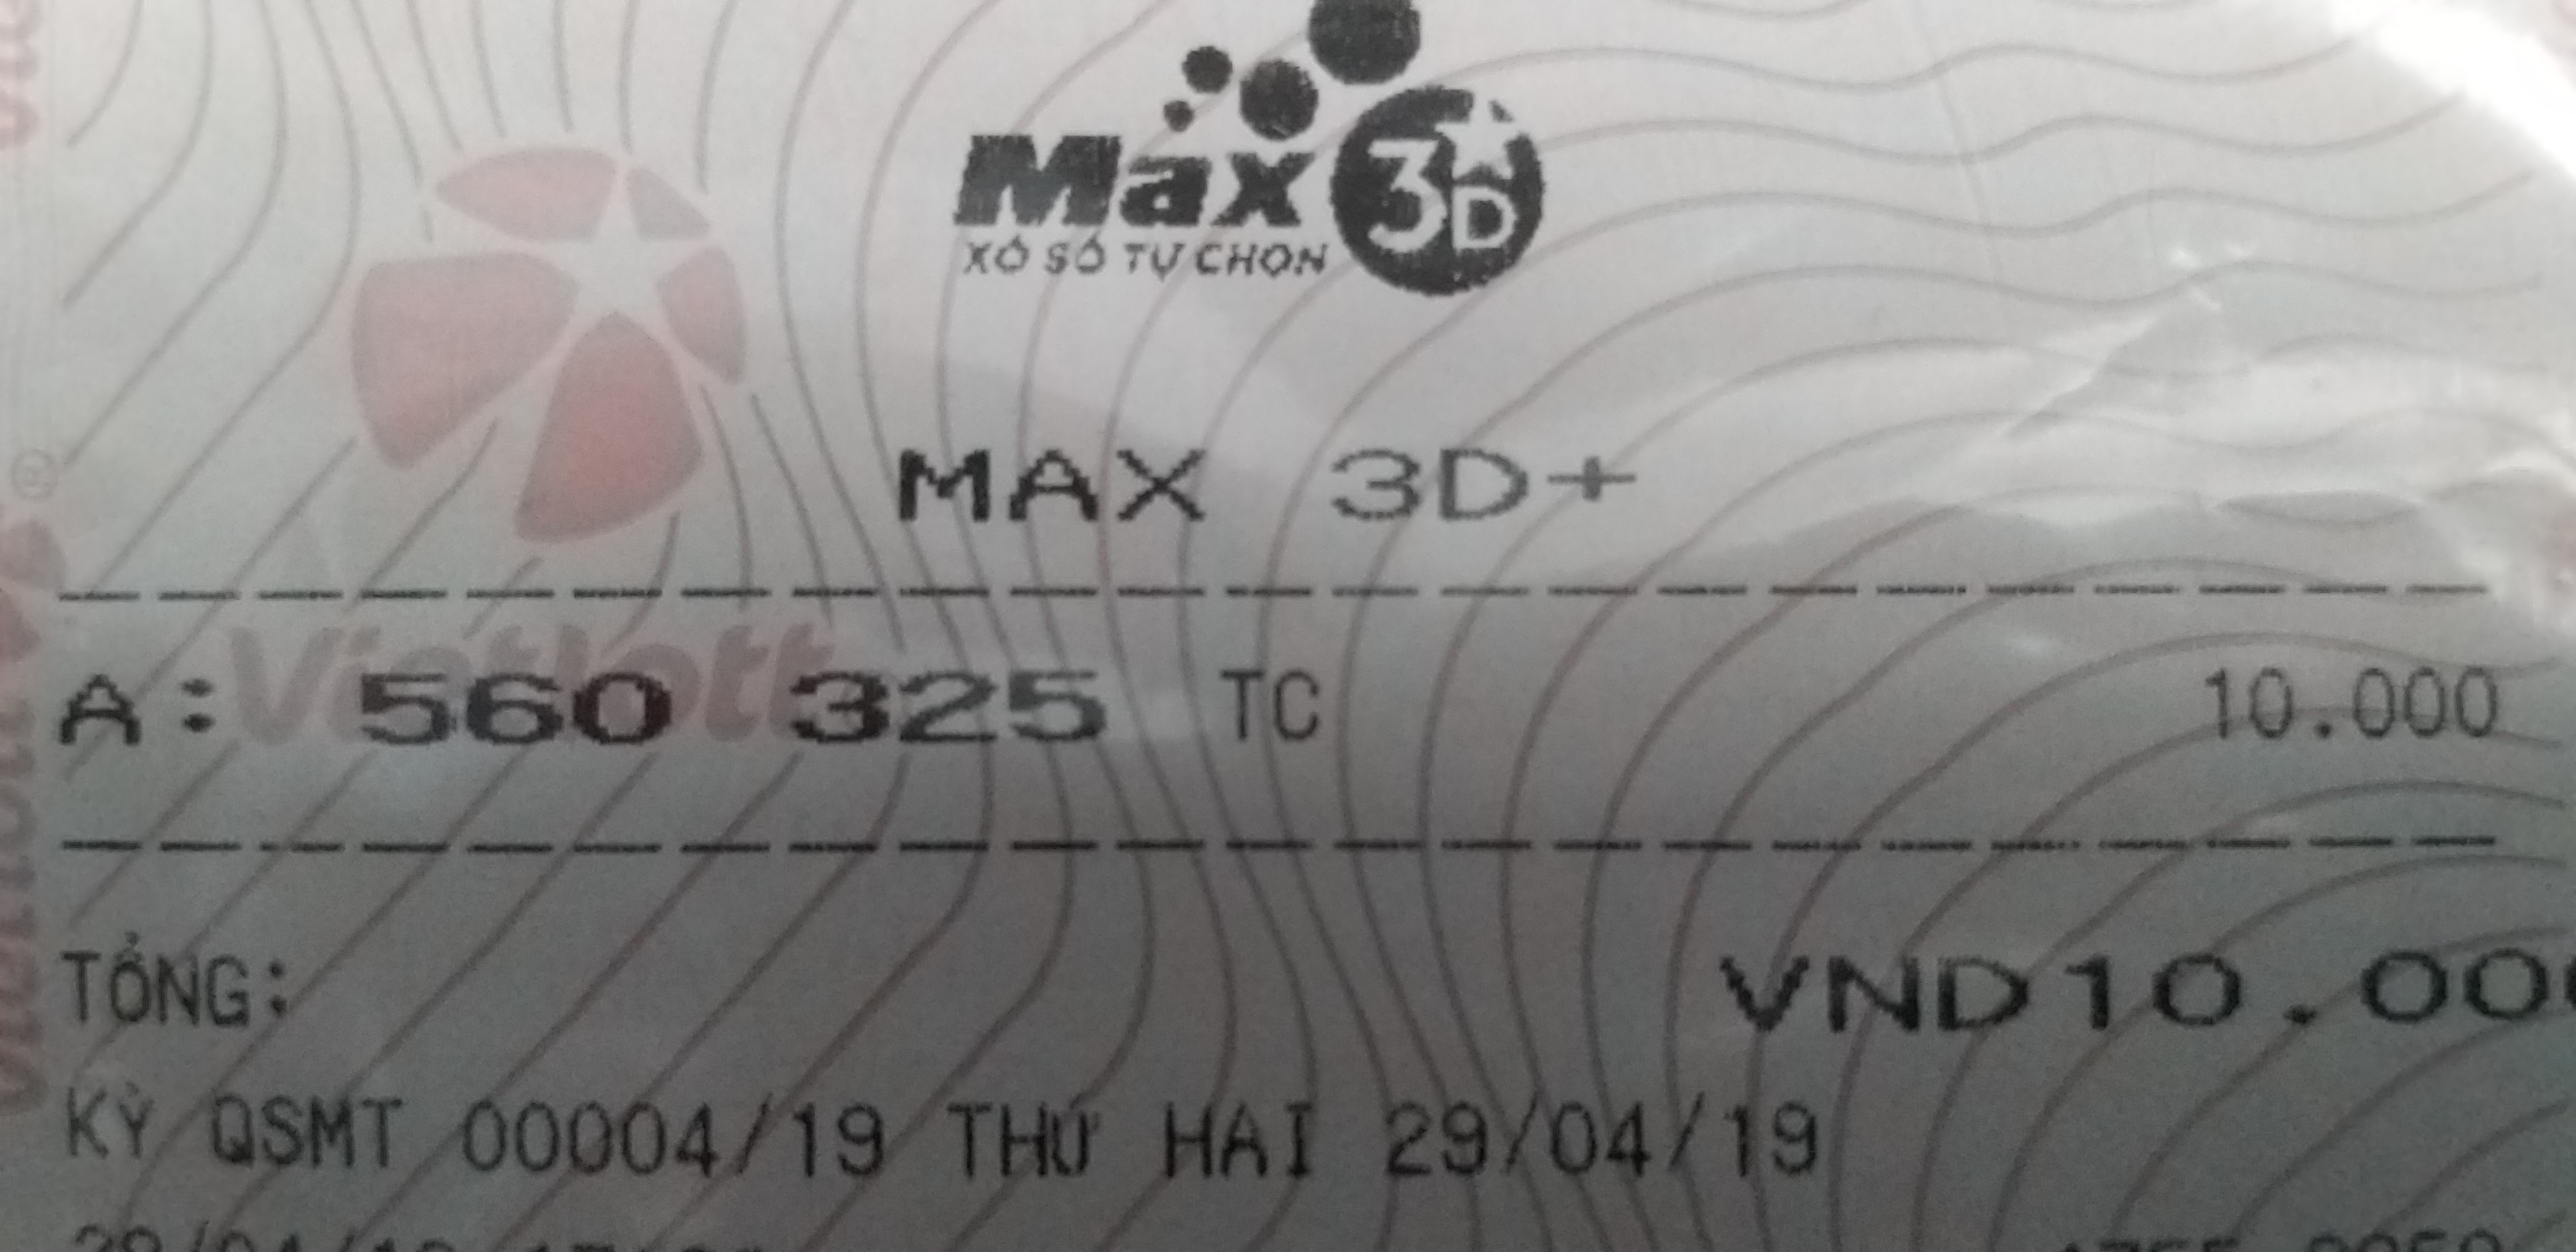 Max 3D
XỔ SỐ TỰ CHỌN
MAX 3D+
Vietlott
A: 560 325 TC 10.000
TỔNG: VND10.00
KỲ QSMT 00004/19 THỨ HAI 29/04/19